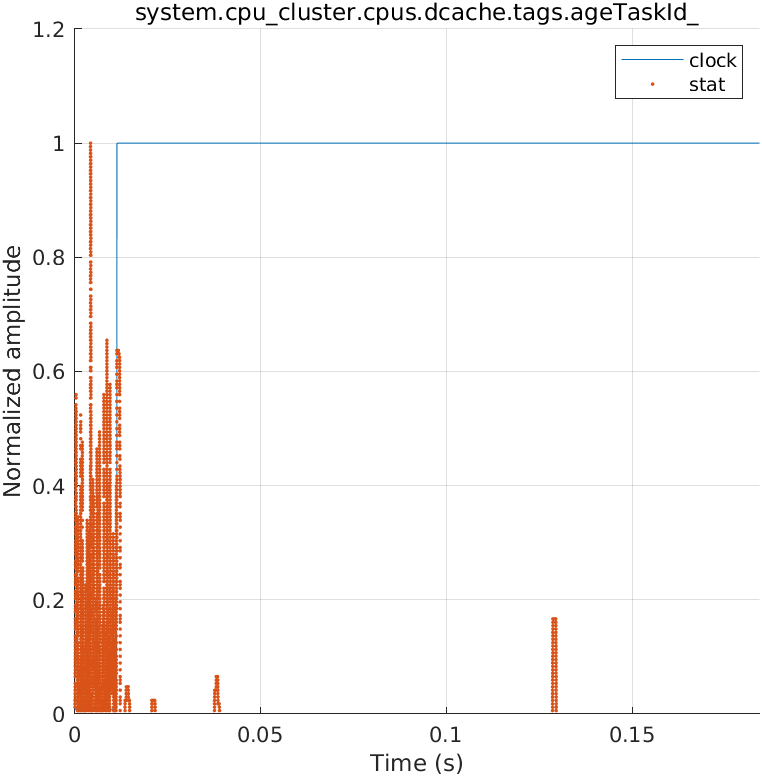 system.cpu_cluster.cpus.dcache.tags.ageTaskId_
1.2
clock
stat
1
0.8
0.6
0.4
0.2
0
Normalized amplitude
0
0.05
0.1
0.15
Time (s)